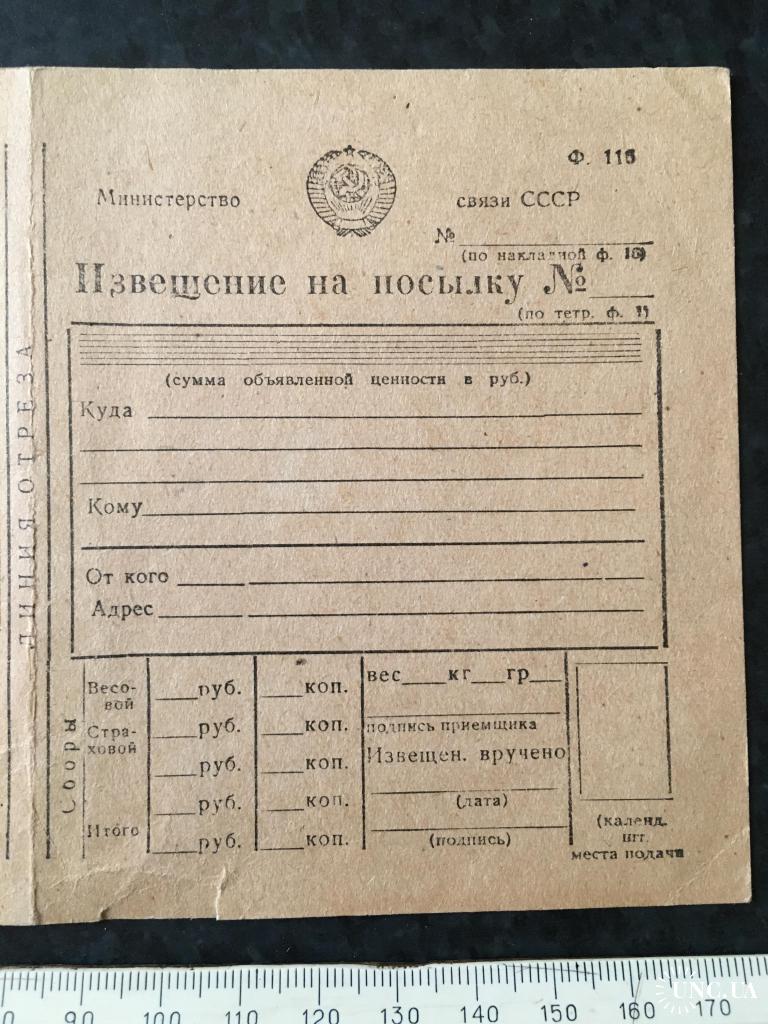 Ф. 116
Министерство связи СССР
№
(по накладной ф. 16)
Извещение на посылку №
(по тетр. ф. 1)
(сумма объявленной ценности в руб.)
Куда
Кому
От кого
Адрес
ЛИНИЯ ОТРЕЗА
Сборы
Весо-
вой
руб. коп.
Стра-
ховой
руб. коп.
руб. коп.
руб. коп.
Итого
руб. коп.
вес кг гр
подпись приемщика
Извещен. вручено
(дата)
(подпись)
(календ.
шт.
места подачи
80 90 100 110 120 130 140 150 160 170
UNC.UA